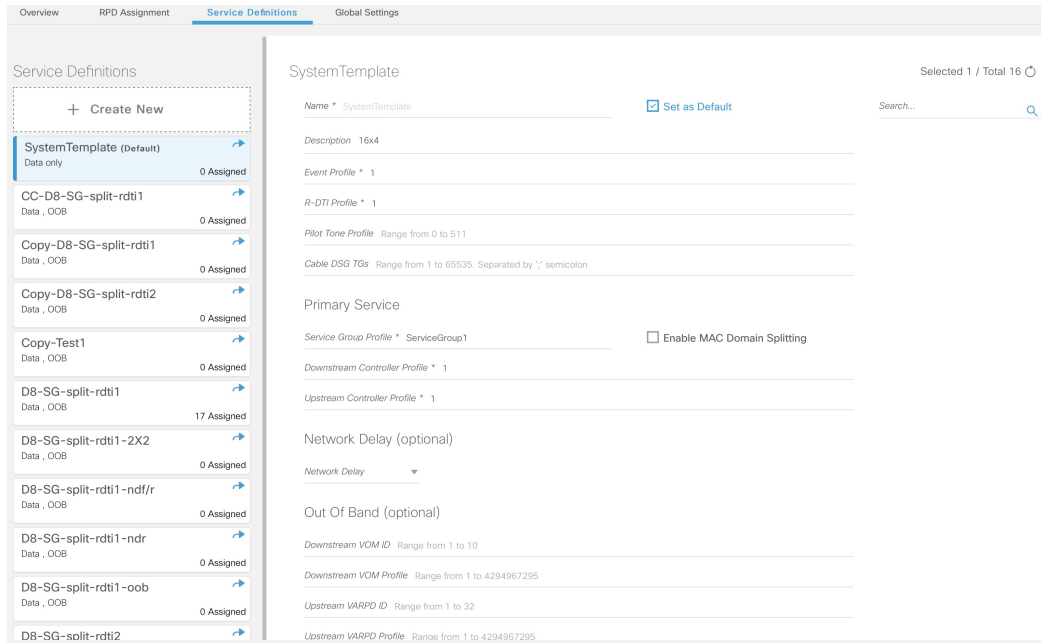 Overview RPD Assignment Service Definitions Global Settings
Service Definitions
+ Create New
SystemTemplate (Default)
Data only
0 Assigned
CC-D8-SG-split-rdti1
Data , OOB
0 Assigned
Copy-D8-SG-split-rdti1
Data , OOB
0 Assigned
Copy-D8-SG-split-rdti2
Data , OOB
0 Assigned
Copy-Test1
Data , OOB
0 Assigned
D8-SG-split-rdti1
Data , OOB
17 Assigned
D8-SG-split-rdti1-2X2
Data , OOB
0 Assigned
D8-SG-split-rdti1-ndf/r
Data , OOB
0 Assigned
D8-SG-split-rdti1-ndr
Data , OOB
0 Assigned
D8-SG-split-rdti1-oob
Data , OOB
0 Assigned
D8-SG-split-rdti2
SystemTemplate
Selected 1 / Total 16
Name * SystemTemplate
Set as Default
Search...
Description 16x4
Event Profile * 1
R-DTI Profile * 1
Pilot Tone Profile Range from 0 to 511
Cable DSG TGs Range from 1 to 65535. Separated by ';' semicolon
Primary Service
Service Group Profile * ServiceGroup1
Enable MAC Domain Splitting
Downstream Controller Profile * 1
Upstream Controller Profile * 1
Network Delay (optional)
Network Delay
Out Of Band (optional)
Downstream VOM ID Range from 1 to 10
Downstream VOM Profile Range from 1 to 4294967295
Upstream VARPD ID Range from 1 to 32
Upstream VARPD Profile Range from 1 to 4294967295